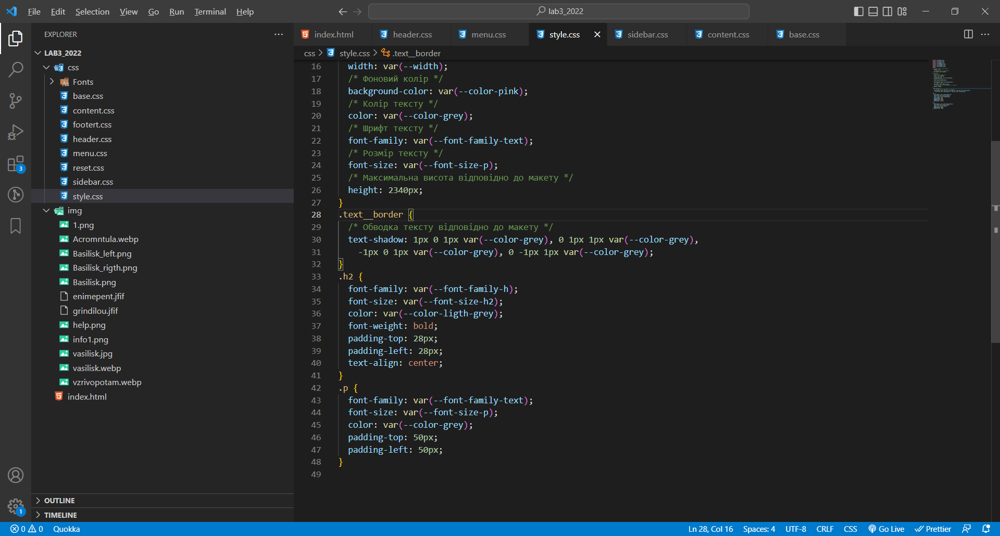 File Edit Selection View Go Run Terminal Help
lab3_2022
EXPLORER
LAB3_2022
css
Fonts
base.css
content.css
footert.css
header.css
menu.css
reset.css
sidebar.css
style.css
img
1.png
Acromntula.webp
Basilisk_left.png
Basilisk_rigth.png
Basilisk.png
enimepent.jfif
grindilou.jfif
help.png
info1.png
vasilisk.jpg
vasilisk.webp
vzrivopotam.webp
index.html
OUTLINE
TIMELINE
3
1
index.html header.css menu.css style.css sidebar.css content.css base.css
css > style.css > .text__border
16 width: var(--width);
17 /* Фоновий колір */
18 background-color: var(--color-pink);
19 /* Колір тексту */
20 color: var(--color-grey);
21 /* Шрифт тексту */
22 font-family: var(--font-family-text);
23 /* Розмір тексту */
24 font-size: var(--font-size-p);
25 /* Максимальна висота відповідно до макету */
26 height: 2340px;
27 }
28 .text__border {
29 /* Обводка тексту відповідно до макету */
30 text-shadow: 1px 0 1px var(--color-grey), 0 1px 1px var(--color-grey),
31 -1px 0 1px var(--color-grey), 0 -1px 1px var(--color-grey);
32 }
33 .h2 {
34 font-family: var(--font-family-h);
35 font-size: var(--font-size-h2);
36 color: var(--color-ligth-grey);
37 font-weight: bold;
38 padding-top: 28px;
39 padding-left: 28px;
40 text-align: center;
41 }
42 .p {
43 font-family: var(--font-family-text);
44 font-size: var(--font-size-p);
45 color: var(--color-grey);
46 padding-top: 50px;
47 padding-left: 50px;
48 }
49
0 0 Quokka Ln 28, Col 16 Spaces: 4 UTF-8 CRLF CSS Go Live Prettier